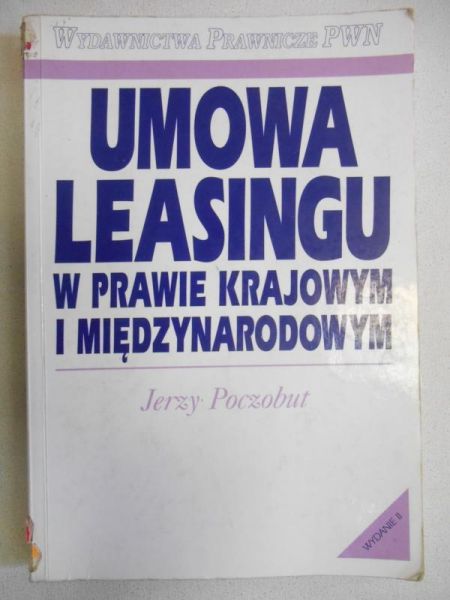 WYDAWNICTWA PRAWNICZE PWN
UMOWA
LEASINGU
W PRAWIE KRAJOWYM
I MIĘDZYNARODOWYM
Jerzy Poczobut
WYDANIE II